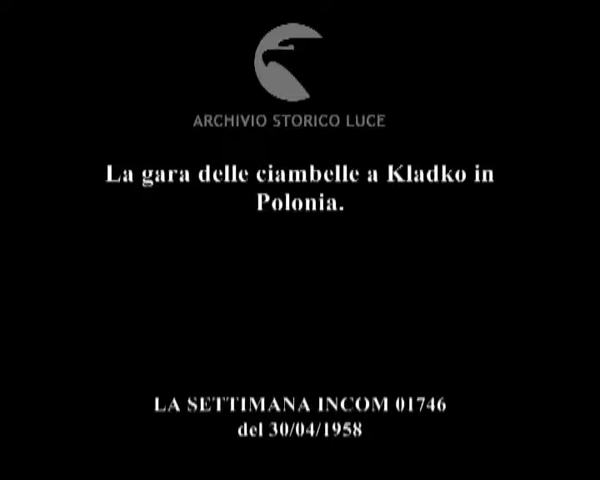 ARCHIVIO STORICO LUCE
La gara delle ciambelle a Kladko in
Polonia.
LA SETTIMANA INCOM 01746
del 30/04/1958